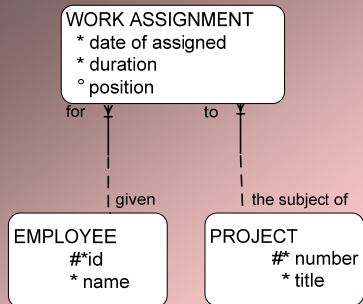 WORK ASSIGNMENT
* date of assigned
* duration
° position
for
to
given
the subject of
EMPLOYEE
#*id
* name
PROJECT
#* number
* title